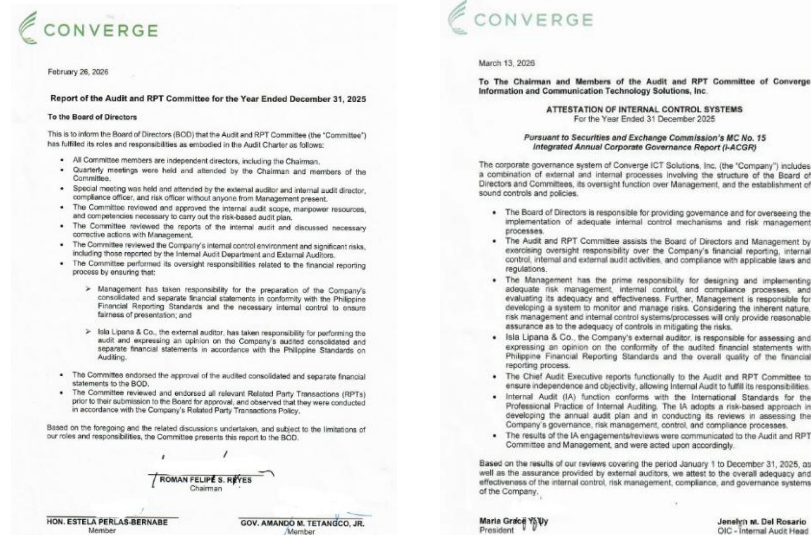 CONVERGE
February 26, 2026
Report of the Audit and RPT Committee for the Year Ended December 31, 2025
To the Board of Directors
This is to inform the Board of Directors (BOD) that the Audit and RPT Committee (the "Committee")
has fulfilled its roles and responsibilities as embodied in the Audit Charter as follows:
• All Committee members are independent directors, including the Chairman.
• Quarterly meetings were held and attended by the Chairman and members of the
Committee.
• Special meeting was held and attended by the external auditor and internal audit director,
compliance officer, and risk officer without anyone from Management present.
• The Committee reviewed and approved the internal audit scope, manpower resources,
and competencies necessary to carry out the risk-based audit plan.
• The Committee reviewed the reports of the internal audit and discussed necessary
corrective actions with Management.
• The Committee reviewed the Company's internal control environment and significant risks,
including those reported by the Internal Audit Department and External Auditors.
• The Committee performed its oversight responsibilities related to the financial reporting
process by ensuring that:
➢ Management has taken responsibility for the preparation of the Company's
consolidated and separate financial statements in conformity with the Philippine
Financial Reporting Standards and the necessary internal control to ensure
fairness of presentation; and
➢ Isla Lipana & Co., the external auditor, has taken responsibility for performing the
audit and expressing an opinion on the Company's audited consolidated and
separate financial statements in accordance with the Philippine Standards on
Auditing.
• The Committee endorsed the approval of the audited consolidated and separate financial
statements to the BOD.
• The Committee reviewed and endorsed all relevant Related Party Transactions (RPTs)
prior to their submission to the Board for approval, and observed that they were conducted
in accordance with the Company's Related Party Transactions Policy.
Based on the foregoing and the related discussions undertaken, and subject to the limitations of
our roles and responsibilities, the Committee presents this report to the BOD.
ROMAN FELIPE S. REYES
Chairman
HON. ESTELA PERLAS-BERNABE
Member
GOV. AMANDO M. TETANGCO, JR.
Member
CONVERGE
March 13, 2026
To The Chairman and Members of the Audit and RPT Committee of Converge
Information and Communication Technology Solutions, Inc.
ATTESTATION OF INTERNAL CONTROL SYSTEMS
For the Year Ended 31 December 2025
Pursuant to Securities and Exchange Commission's MC No. 15
Integrated Annual Corporate Governance Report (I-ACGR)
The corporate governance system of Converge ICT Solutions, Inc. (the "Company") includes
a combination of external and internal processes involving the structure of the Board of
Directors and Committees, its oversight function over Management, and the establishment of
sound controls and policies.
• The Board of Directors is responsible for providing governance and for overseeing the
implementation of adequate internal control mechanisms and risk management
processes.
• The Audit and RPT Committee assists the Board of Directors and Management by
exercising oversight responsibility over the Company's financial reporting, internal
control, internal and external audit activities, and compliance with applicable laws and
regulations.
• The Management has the prime responsibility for designing and implementing
adequate risk management, internal control, and compliance processes, and
evaluating its adequacy and effectiveness. Further, Management is responsible for
developing a system to monitor and manage risks. Considering the inherent nature,
risk management and internal control systems/processes will only provide reasonable
assurance as to the adequacy of controls in mitigating the risks.
• Isla Lipana & Co., the Company's external auditor, is responsible for assessing and
expressing an opinion on the conformity of the audited financial statements with
Philippine Financial Reporting Standards and the overall quality of the financial
reporting process.
• The Chief Audit Executive reports functionally to the Audit and RPT Committee to
ensure independence and objectivity, allowing Internal Audit to fulfill its responsibilities.
• Internal Audit (IA) function conforms with the International Standards for the
Professional Practice of Internal Auditing. The IA adopts a risk-based approach in
developing the annual audit plan and in conducting its reviews in assessing the
Company's governance, risk management, control, and compliance processes.
• The results of the IA engagements/reviews were communicated to the Audit and RPT
Committee and Management, and were acted upon accordingly.
Based on the results of our reviews covering the period January 1 to December 31, 2025, as
well as the assurance provided by external auditors, we attest to the overall adequacy and
effectiveness of the internal control, risk management, compliance, and governance systems
of the Company.
Maria Grace Y. Uy
President
Jenelyn M. Del Rosario
OIC - Internal Audit Head